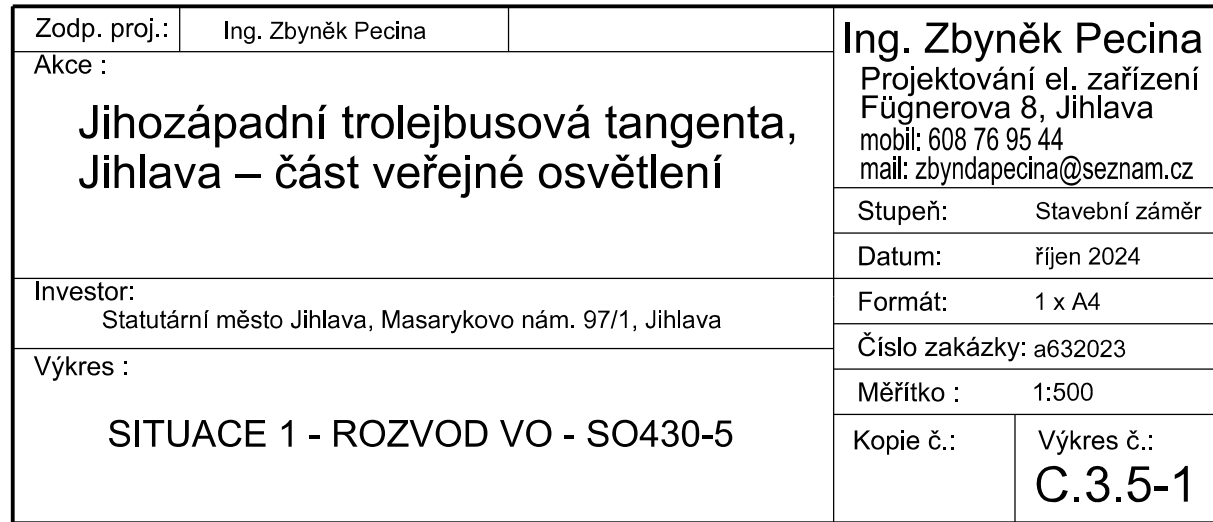 Zodp. proj.: Ing. Zbyněk Pecina
Akce :
Jihozápadní trolejbusová tangenta,
Jihlava – část veřejné osvětlení
Investor:
Statutární město Jihlava, Masarykovo nám. 97/1, Jihlava
Výkres :
SITUACE 1 - ROZVOD VO - SO430-5
Ing. Zbyněk Pecina
Projektování el. zařízení
Fügnerova 8, Jihlava
mobil: 608 76 95 44
mail: zbyndapecina@seznam.cz
Stupeň: Stavební záměr
Datum: říjen 2024
Formát: 1 x A4
Číslo zakázky: a632023
Měřítko : 1:500
Kopie č.: Výkres č.:
C.3.5-1